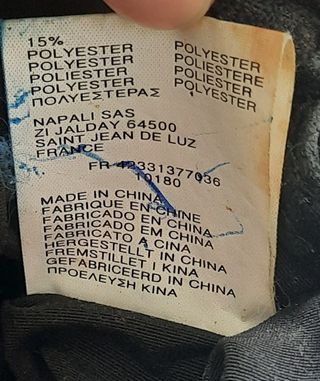 15%
POLYESTER POLYESTER
POLYESTER POLIESTERE
POLIESTER POLIESTER
POLYESTER POLYESTER
ΠΟΛΥΕΣΤΕΡΑΣ
NAPALI SAS
ZI JALDAY 64500
SAINT JEAN DE LUZ
FRANCE
FR 42331377036
10180
MADE IN CHINA
FABRIQUE EN CHINE
FABRICADO EN CHINA
FABRICADO EM CHINA
FABRICATO A CINA
HERGESTELLT IN CHINA
FREMSTILLET I KINA
GEFABRICEERD IN CHINA
ΠΡΟΕΛΕΥΣΗ ΚΙΝΑ